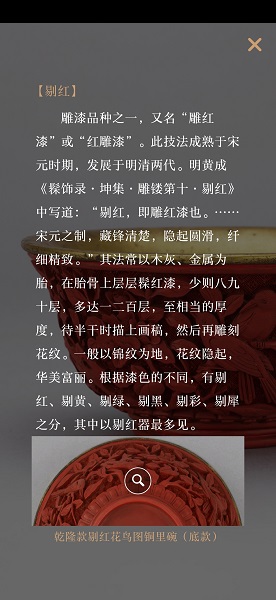 【剔红】
雕漆品种之一，又名“雕红
漆”或“红雕漆”。此技法成熟于宋
元时期，发展于明清两代。明黄成
《髹饰录·坤集·雕镂第十·剔红》
中写道：“剔红，即雕红漆也。……
宋元之制，藏锋清楚，隐起圆滑，纤
细精致。”其法常以木灰、金属为
胎，在胎骨上层层髹红漆，少则八九
十层，多达一二百层，至相当的厚
度，待半干时描上画稿，然后再雕刻
花纹。一般以锦纹为地，花纹隐起，
华美富丽。根据漆色的不同，有剔
红、剔黄、剔绿、剔黑、剔彩、剔犀
之分，其中以剔红器最多见。
乾隆款剔红花鸟图铜里碗（底款）